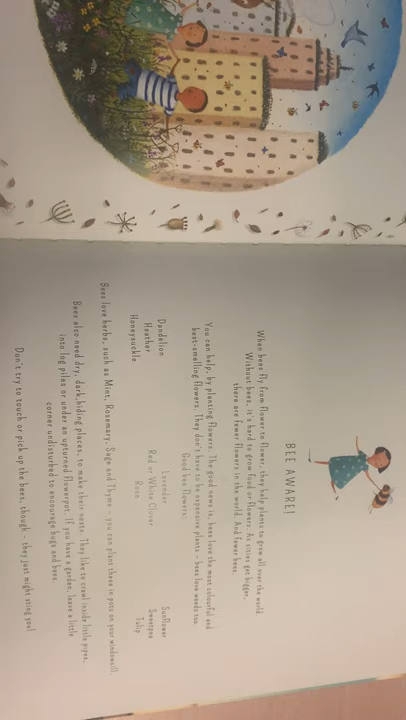 BEE AWARE!
When bees fly from flower to flower, they help plants to grow all over the world.
Without bees, it's hard to grow food or flowers. As cities get bigger,
there are fewer flowers in the world. And fewer bees.
You can help, by planting flowers. The good news is, bees love the most colourful and
best-smelling flowers. They don't have to be expensive plants – bees love weeds too.
Good bee flowers:
Dandelion Lavender Sunflower
Heather Red or White Clover Sweetpea
Honeysuckle Rose Tulip
Bees love herbs, such as Mint, Rosemary, Sage and Thyme – you can plant these in pots on your windowsill.
Bees also need dry, dark hiding places, to make their nests. They like to crawl inside little pipes,
into log piles or under an upturned flowerpot. If you have a garden, leave a little
corner undisturbed to encourage bugs and bees.
Don't try to touch or pick up the bees, though – they just might sting you!